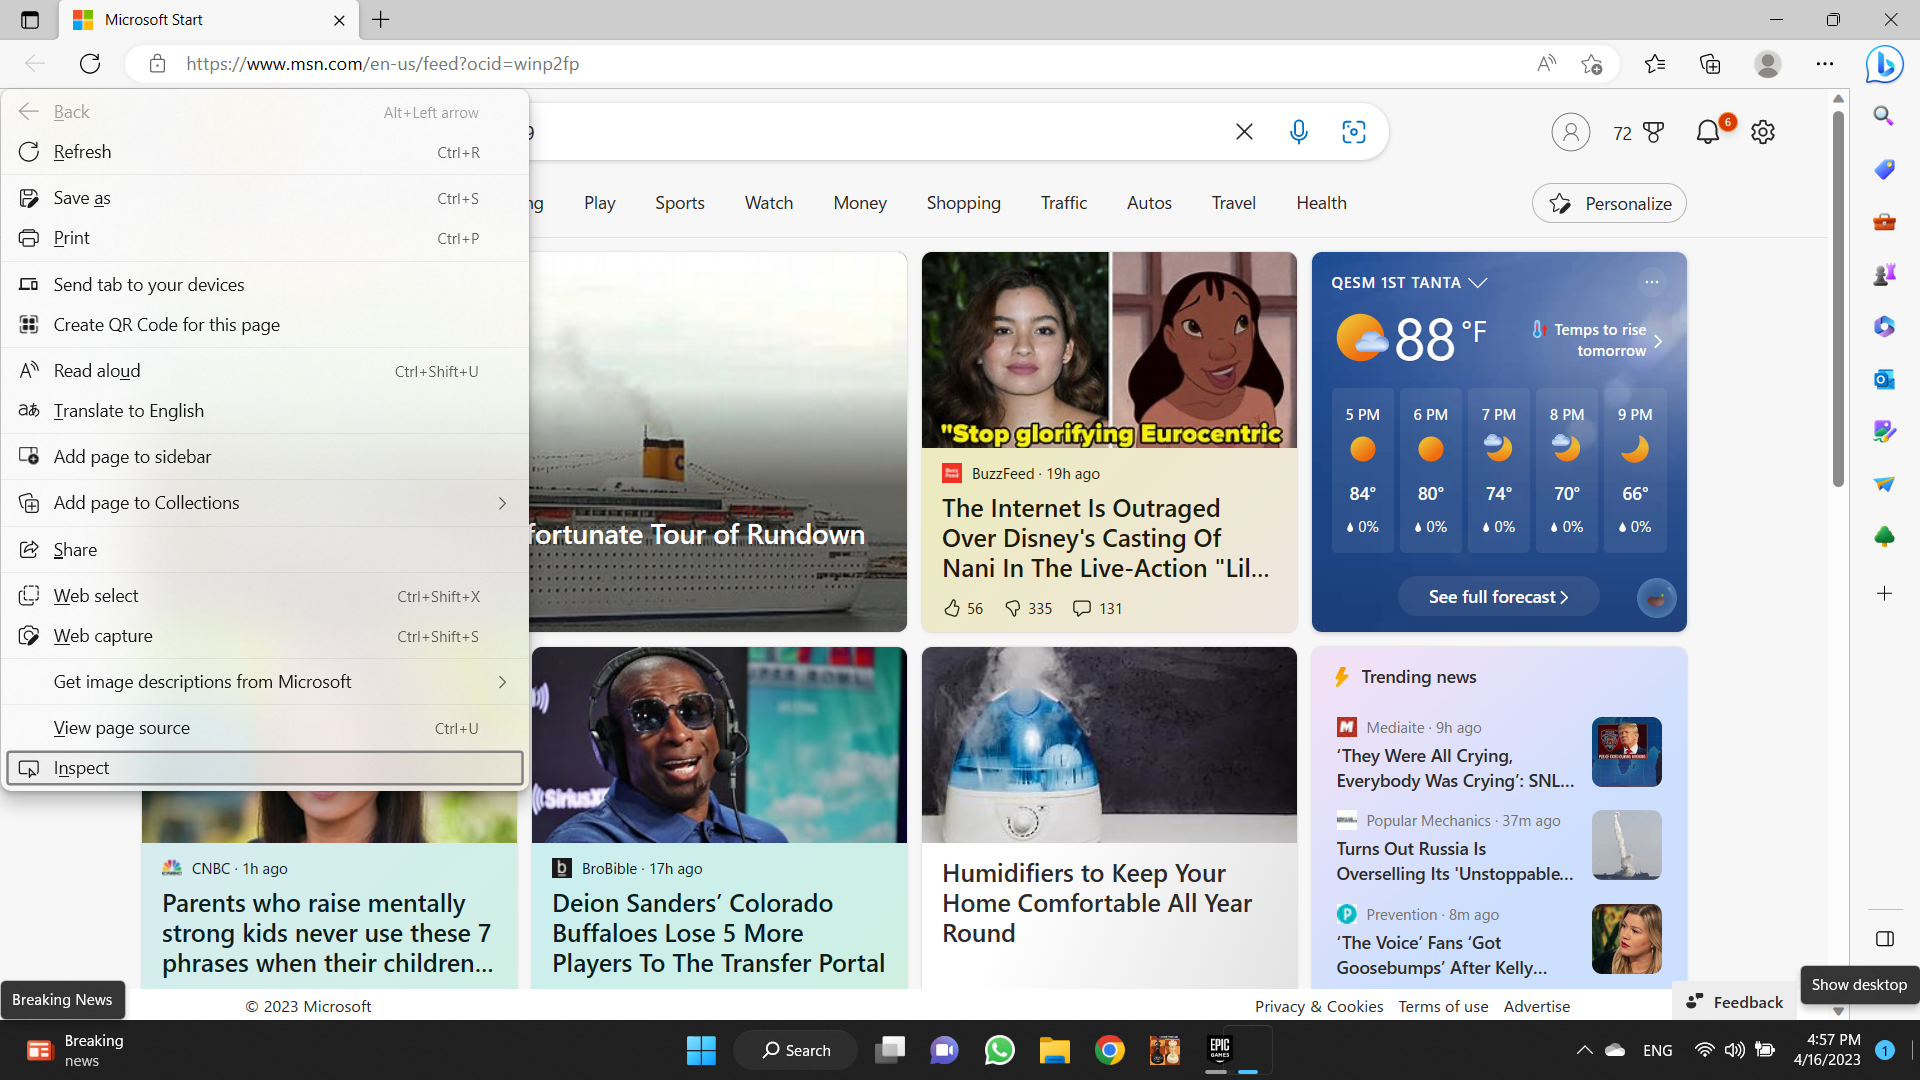 Microsoft Start
https://www.msn.com/en-us/feed?ocid=winp2fp
Back Alt+Left arrow
Refresh Ctrl+R
Save as Ctrl+S
Print Ctrl+P
Send tab to your devices
Create QR Code for this page
Read aloud Ctrl+Shift+U
Translate to English
Add page to sidebar
Add page to Collections
Share
Web select Ctrl+Shift+X
Web capture Ctrl+Shift+S
Get image descriptions from Microsoft
View page source Ctrl+U
Inspect
72
6
ng Play Sports Watch Money Shopping Traffic Autos Travel Health
Personalize
fortunate Tour of Rundown
"Stop glorifying Eurocentric
BuzzFeed · 19h ago
The Internet Is Outraged
Over Disney's Casting Of
Nani In The Live-Action "Lil...
56 335 131
QESM 1ST TANTA
88 °F
Temps to rise
tomorrow
5 PM 6 PM 7 PM 8 PM 9 PM
84° 80° 74° 70° 66°
0% 0% 0% 0% 0%
See full forecast
CNBC · 1h ago
Parents who raise mentally
strong kids never use these 7
phrases when their children...
SiriusX
BroBible · 17h ago
Deion Sanders’ Colorado
Buffaloes Lose 5 More
Players To The Transfer Portal
Humidifiers to Keep Your
Home Comfortable All Year
Round
Trending news
Mediaite · 9h ago
‘They Were All Crying,
Everybody Was Crying’: SNL...
Popular Mechanics · 37m ago
Turns Out Russia Is
Overselling Its 'Unstoppable...
Prevention · 8m ago
‘The Voice’ Fans ‘Got
Goosebumps’ After Kelly...
Breaking News
© 2023 Microsoft
Privacy & Cookies Terms of use Advertise
Feedback
Show desktop
Breaking
news
Search
EPIC
GAMES
ENG
4:57 PM
4/16/2023
1